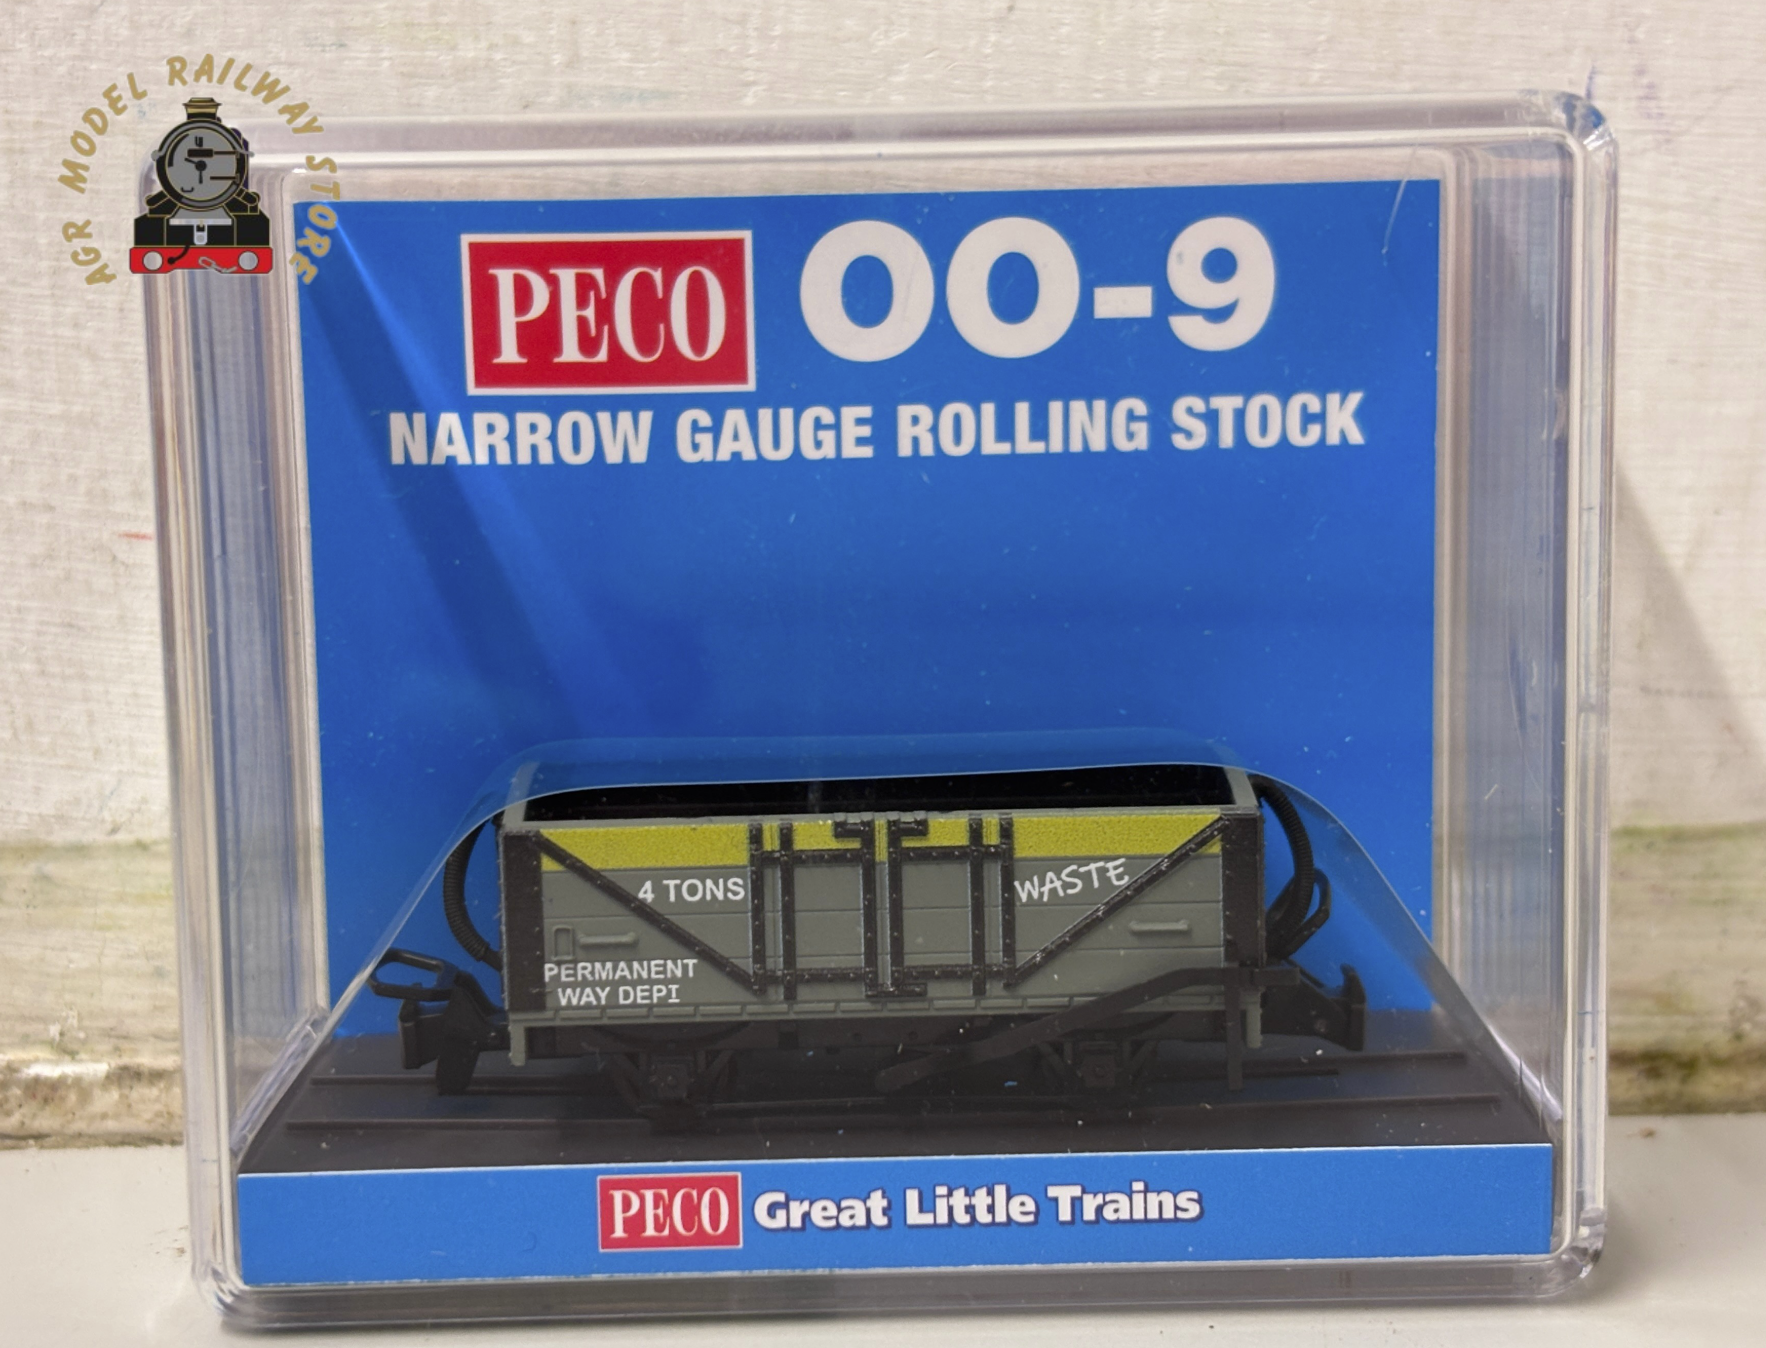 AGR MODEL RAILWAY STORE
PECO OO-9
NARROW GAUGE ROLLING STOCK
4 TONS
WASTE
PERMANENT
WAY DEPT
PECO Great Little Trains